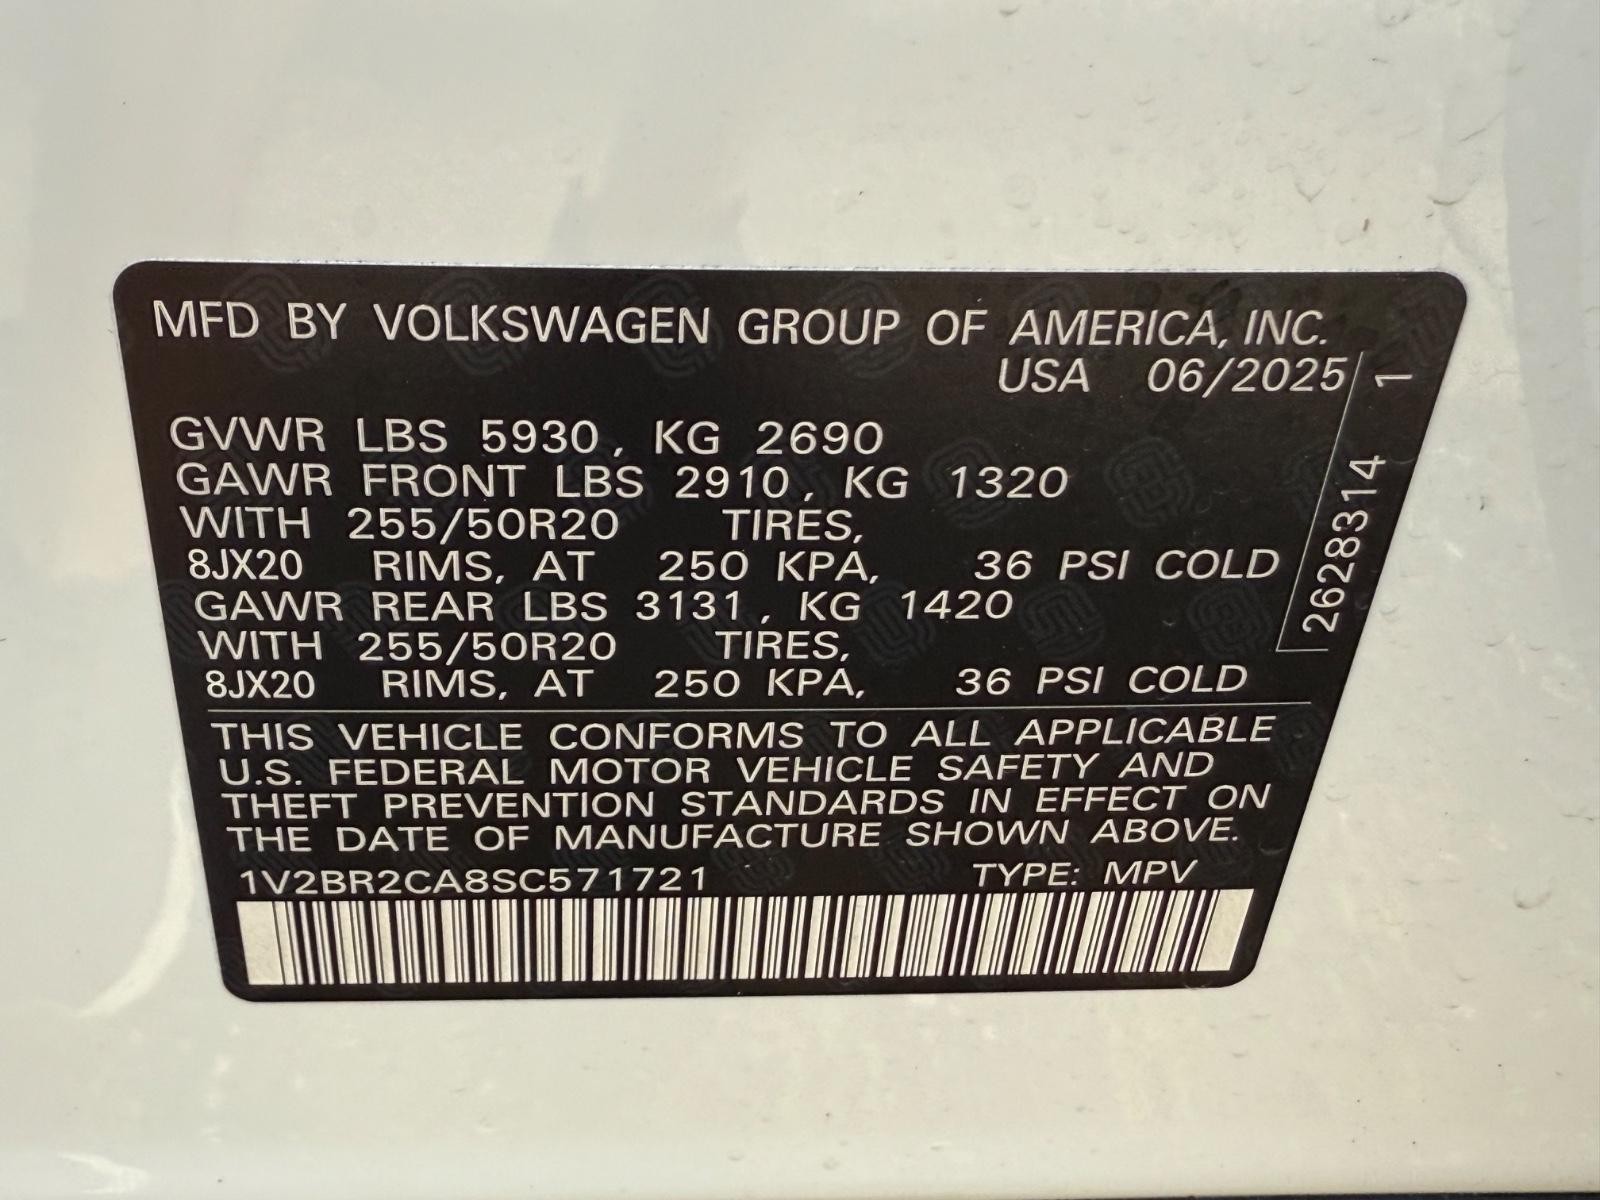 MFD BY VOLKSWAGEN GROUP OF AMERICA, INC.
USA 06/2025
GVWR LBS 5930, KG 2690
GAWR FRONT LBS 2910, KG 1320
WITH 255/50R20 TIRES,
8JX20 RIMS, AT 250 KPA, 36 PSI COLD
GAWR REAR LBS 3131, KG 1420
WITH 255/50R20 TIRES,
8JX20 RIMS, AT 250 KPA, 36 PSI COLD
THIS VEHICLE CONFORMS TO ALL APPLICABLE
U.S. FEDERAL MOTOR VEHICLE SAFETY AND
THEFT PREVENTION STANDARDS IN EFFECT ON
THE DATE OF MANUFACTURE SHOWN ABOVE.
1V2BR2CA8SC571721 TYPE: MPV
2628314 1